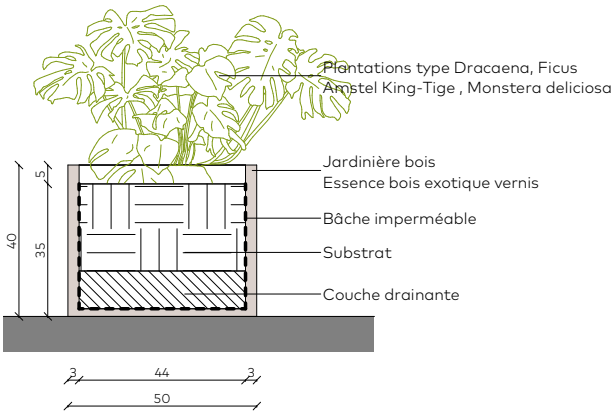 Plantations type Dracaena, Ficus
Amstel King-Tige , Monstera deliciosa
Jardinière bois
Essence bois exotique vernis
Bâche imperméable
Substrat
Couche drainante
5
40
35
3
44
3
50